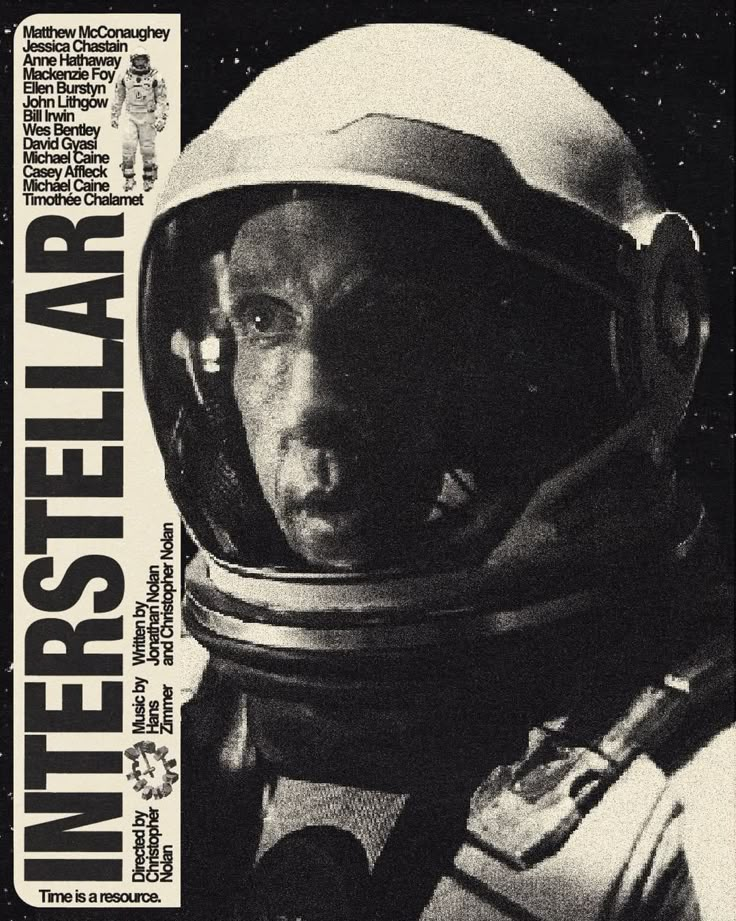 Matthew McConaughey
Jessica Chastain
Anne Hathaway
Mackenzie Foy
Ellen Burstyn
John Lithgow
Bill Irwin
Wes Bentley
David Gyasi
Michael Caine
Casey Affleck
Michael Caine
Timothée Chalamet
INTERSTELLAR
Written by
Jonathan Nolan
and Christopher Nolan
Music by
Hans
Zimmer
Directed by
Christopher
Nolan
Time is a resource.